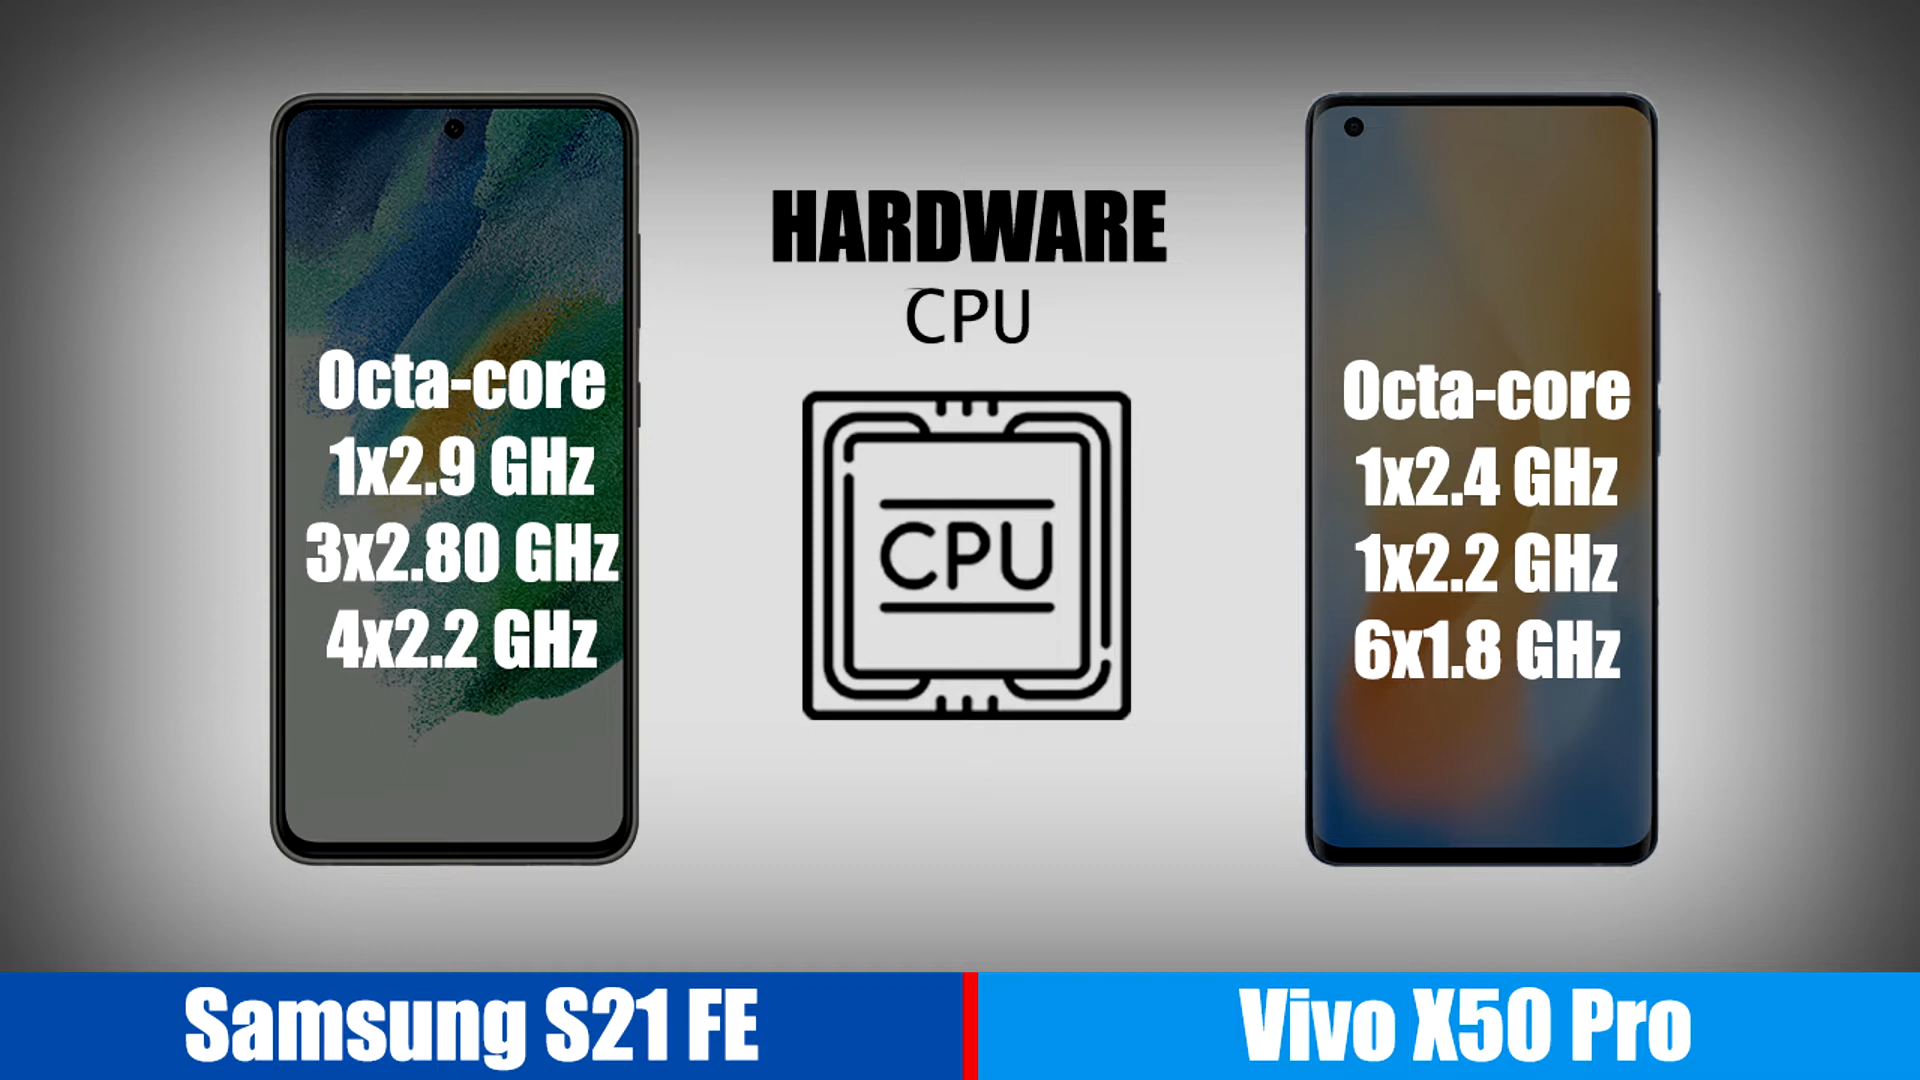 HARDWARE
CPU
Octa-core
1x2.9 GHz
3x2.80 GHz
4x2.2 GHz
CPU
Octa-core
1x2.4 GHz
1x2.2 GHz
6x1.8 GHz
Samsung S21 FE
Vivo X50 Pro